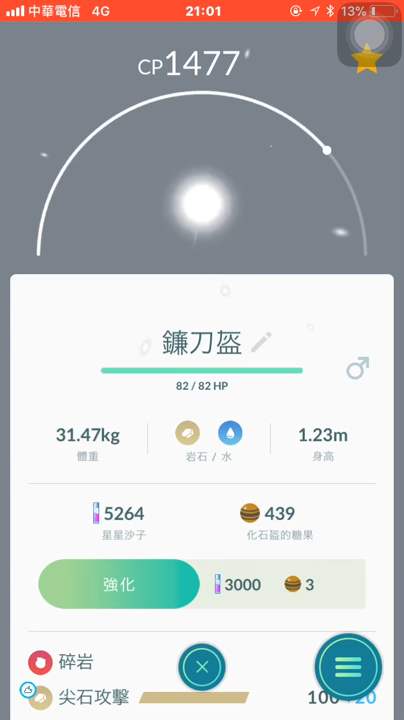 中華電信 4G 21:01 13%
CP1477
鐮刀盔
82 / 82 HP
31.47kg 1.23m
體重 岩石 / 水 身高
5264 439
星星沙子 化石盔的糖果
強化 3000 3
碎岩
尖石攻擊 100 +20